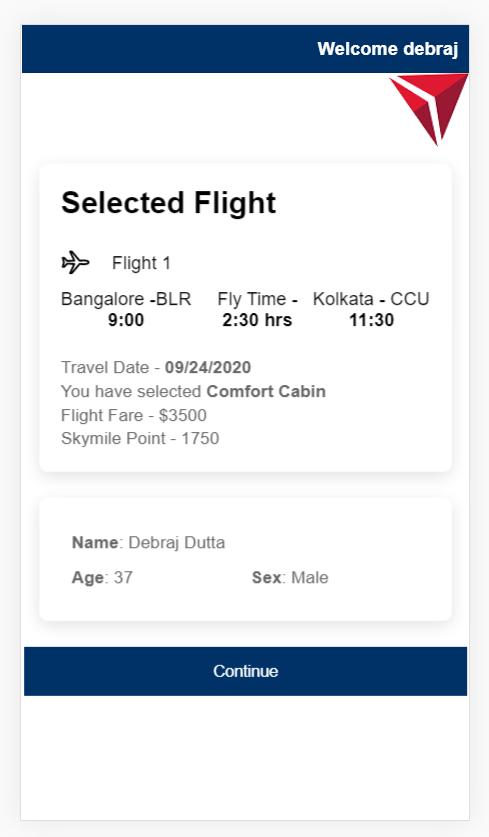 Welcome debraj
Selected Flight
Flight 1
Bangalore -BLR Fly Time - Kolkata - CCU
9:00 2:30 hrs 11:30
Travel Date - 09/24/2020
You have selected Comfort Cabin
Flight Fare - $3500
Skymile Point - 1750
Name: Debraj Dutta
Age: 37 Sex: Male
Continue